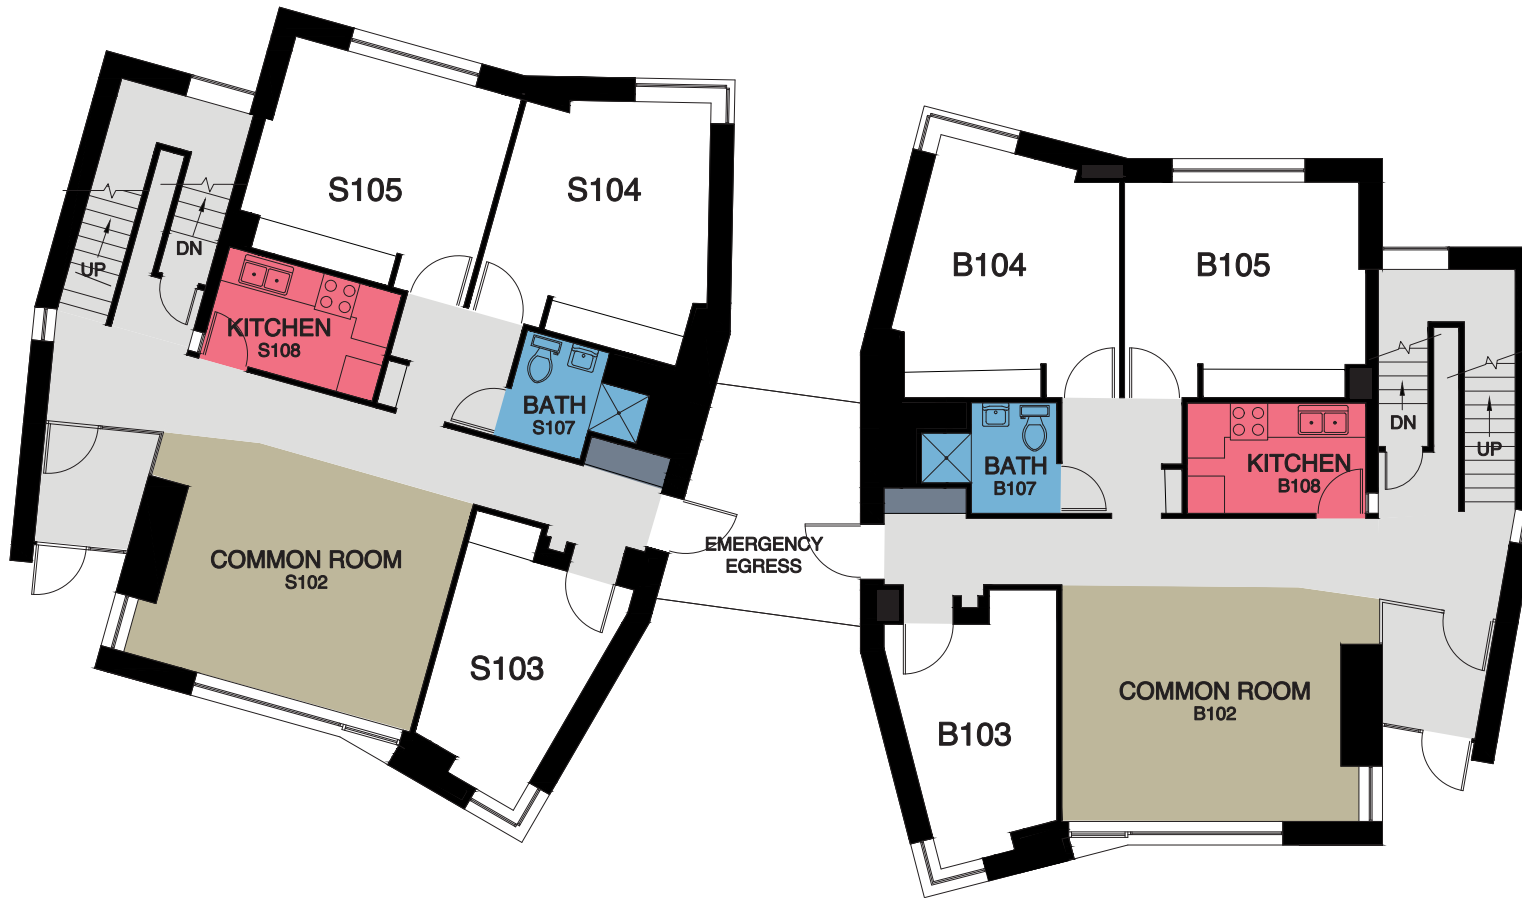 S105
S104
DN
UP
KITCHEN
S108
BATH
S107
COMMON ROOM
S102
S103
EMERGENCY
EGRESS
B104
B105
BATH
B107
KITCHEN
B108
DN
UP
B103
COMMON ROOM
B102